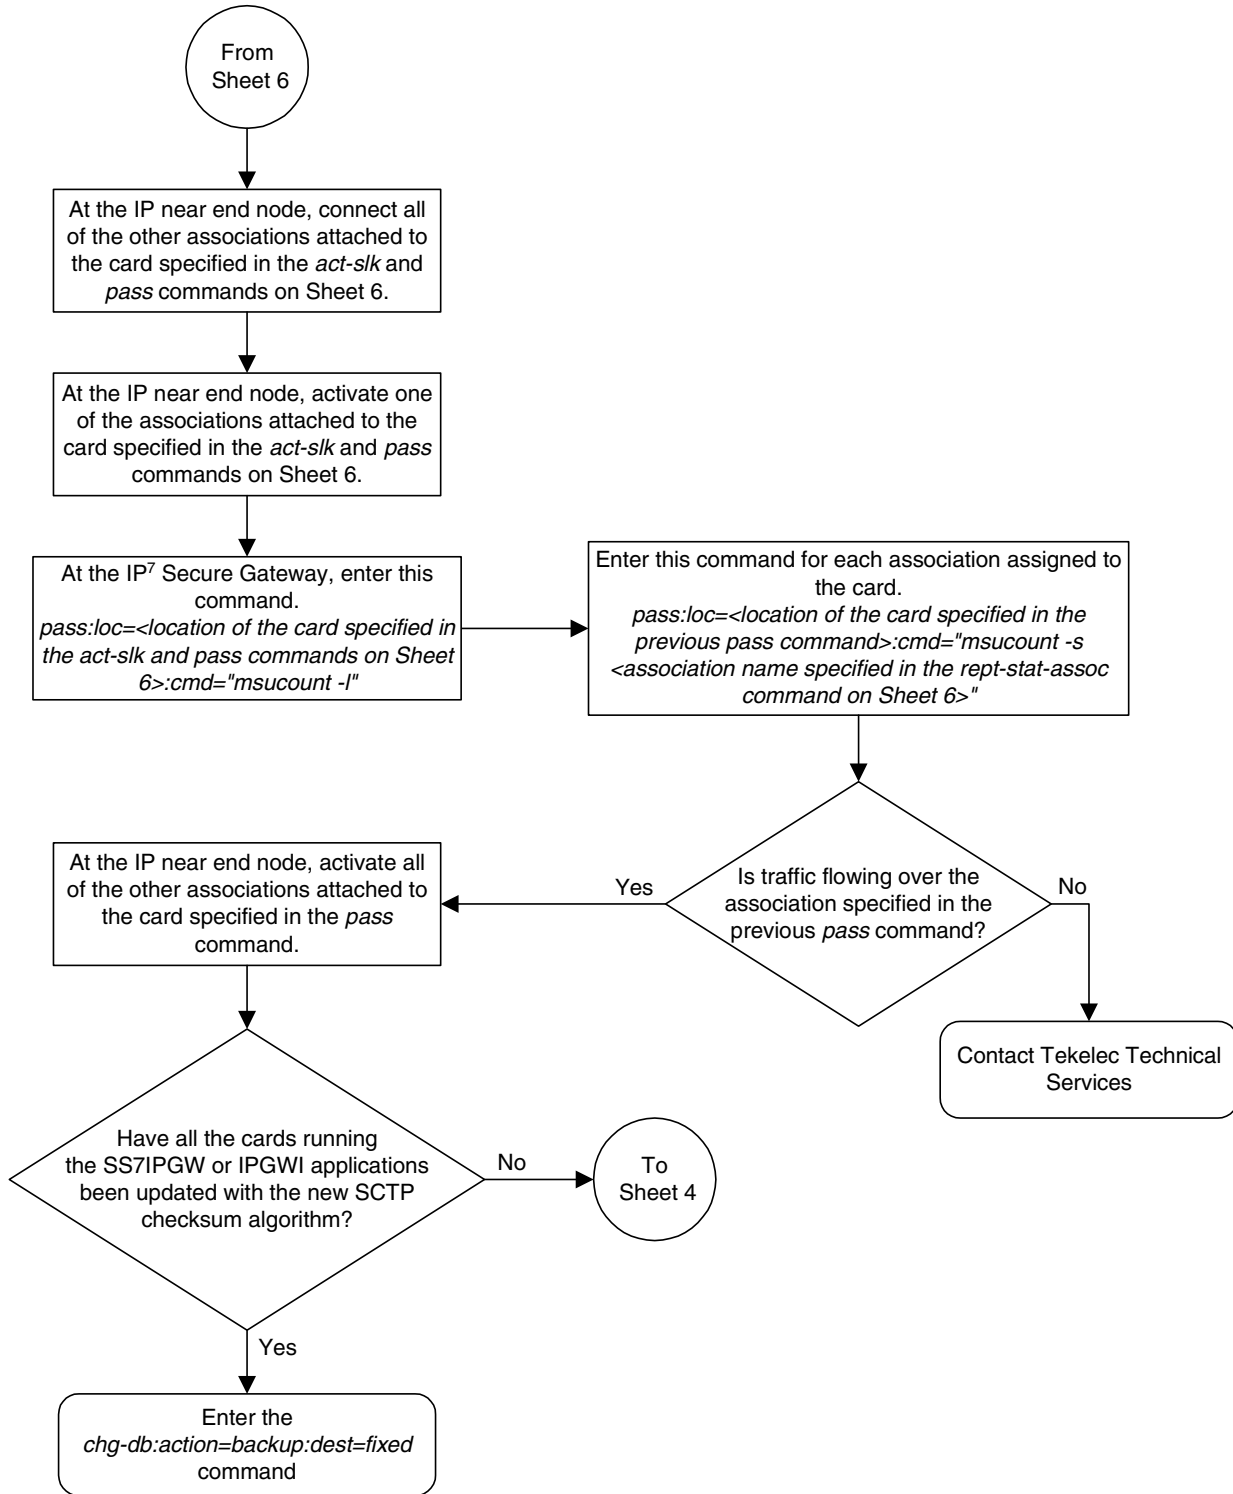 From
Sheet 6
At the IP near end node, connect all
of the other associations attached to
the card specified in the act-slk and
pass commands on Sheet 6.
At the IP near end node, activate one
of the associations attached to the
card specified in the act-slk and pass
commands on Sheet 6.
At the IP⁷ Secure Gateway, enter this
command.
pass:loc=<location of the card specified in
the act-slk and pass commands on Sheet
6>:cmd="msucount -l"
Enter this command for each association assigned to
the card.
pass:loc=<location of the card specified in the
previous pass command>:cmd="msucount -s
<association name specified in the rept-stat-assoc
command on Sheet 6>"
Is traffic flowing over the
association specified in the
previous pass command?
Yes
No
At the IP near end node, activate all
of the other associations attached to
the card specified in the pass
command.
Contact Tekelec Technical
Services
Have all the cards running
the SS7IPGW or IPGWI applications
been updated with the new SCTP
checksum algorithm?
No
To
Sheet 4
Yes
Enter the
chg-db:action=backup:dest=fixed
command